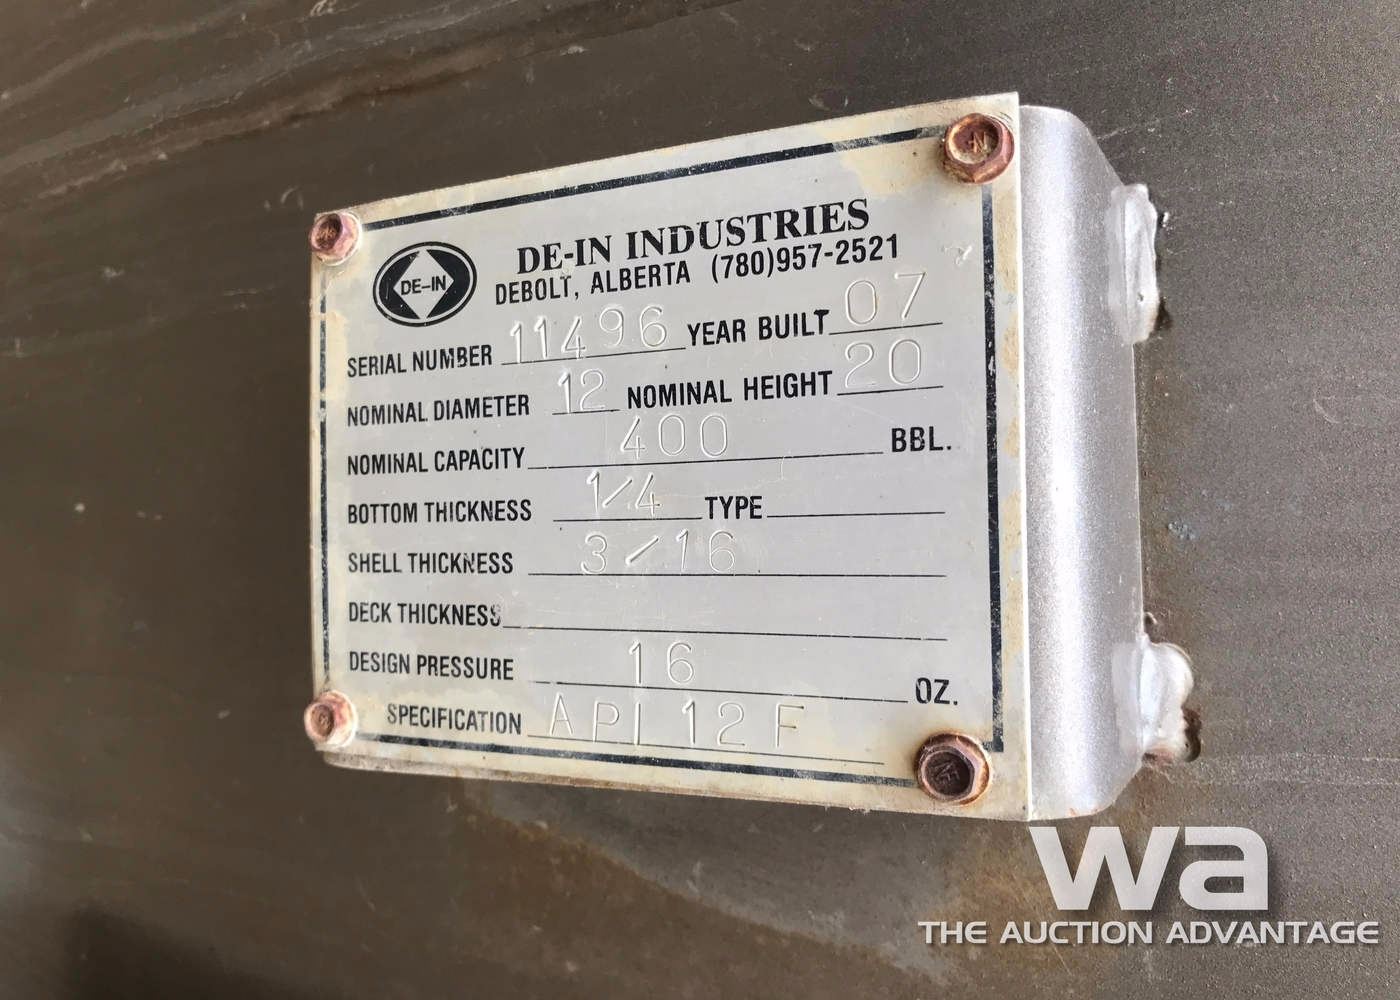 DE-IN
DE-IN INDUSTRIES
DEBOLT, ALBERTA (780)957-2521
SERIAL NUMBER 11496 YEAR BUILT 07
NOMINAL DIAMETER 12 NOMINAL HEIGHT 20
NOMINAL CAPACITY 400 BBL.
BOTTOM THICKNESS 1/4 TYPE
SHELL THICKNESS 3/16
DECK THICKNESS
DESIGN PRESSURE 16 OZ.
SPECIFICATION API 12F
wa
THE AUCTION ADVANTAGE